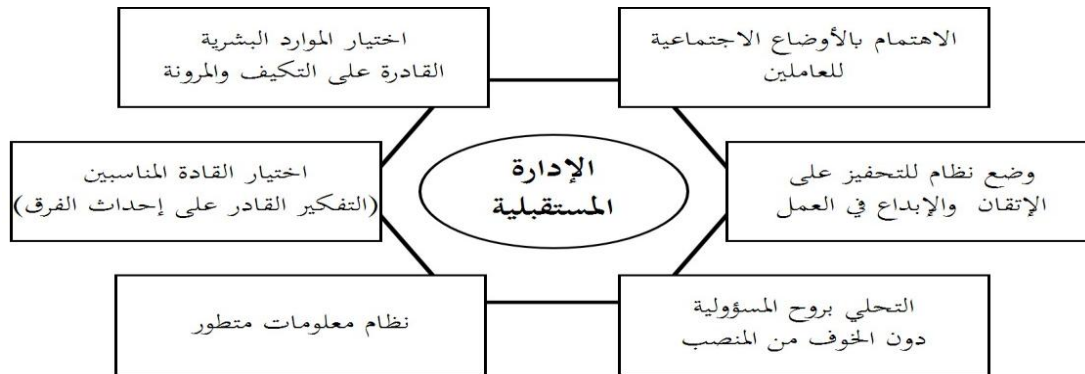 الاهتمام بالأوضاع الاجتماعية
للعاملين
اختيار الموارد البشرية
القادرة على التكيف والمرونة
وضع نظام للتحفيز على
الإتقان والإبداع في العمل
الإدارة
المستقبلية
اختيار القادة المناسبين
(التفكير القادر على إحداث الفرق)
التحلي بروح المسؤولية
دون الخوف من المنصب
نظام معلومات متطور